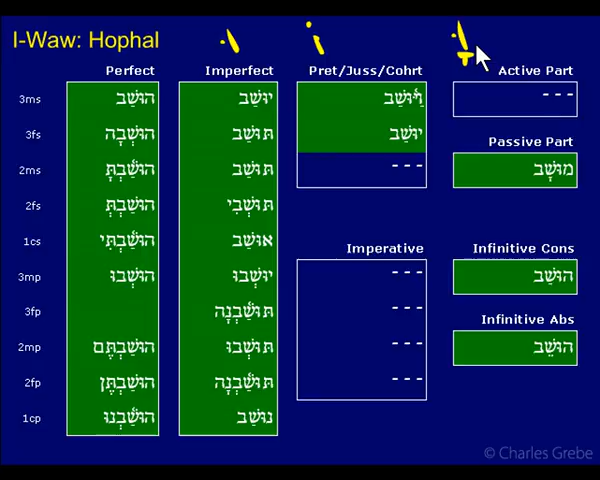 I-Waw: Hophal
Perfect Imperfect Pret/Juss/Cohrt Active Part
3ms הוּשַׁב יוּשַׁב וַיּוּשַׁב - - -
3fs הוּשְׁבָה תּוּשַׁב יוּשַׁב
Passive Part
2ms הוּשַׁ֫בְתָּ תּוּשַׁב - - - מוּשָׁב
2fs הוּשַׁבְתְּ תּוּשְׁבִי
1cs הוּשַׁ֫בְתִּי אוּשַׁב Imperative Infinitive Cons
3mp הוּשְׁבוּ יוּשְׁבוּ - - - הוּשַׁב
3fp תּוּשַׁ֫בְנָה - - -
Infinitive Abs
2mp הוּשַׁבְתֶּם תּוּשְׁבוּ - - - הוּשֵׁב
2fp הוּשַׁבְתֶּן תּוּשַׁ֫בְנָה - - -
1cp הוּשַׁ֫בְנוּ נוּשַׁב
© Charles Grebe